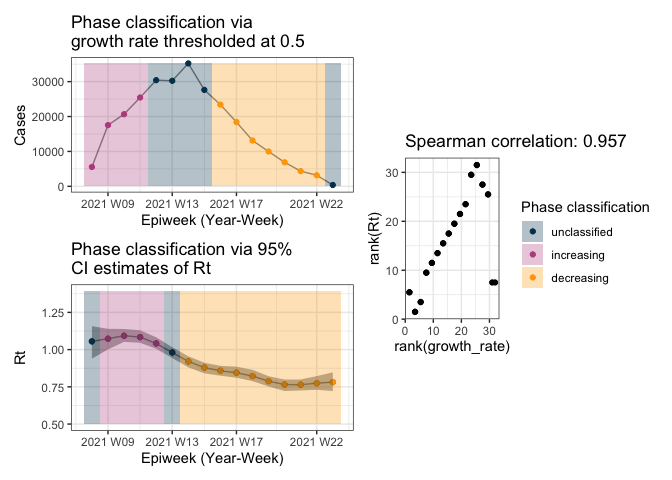 Phase classification via
growth rate thresholded at 0.5
30000
20000
10000
0
Cases
2021 W09
2021 W13
2021 W17
2021 W22
Epiweek (Year-Week)
Phase classification via 95%
CI estimates of Rt
1.25
1.00
0.75
0.50
Rt
2021 W09
2021 W13
2021 W17
2021 W22
Epiweek (Year-Week)
Spearman correlation: 0.957
30
20
10
0
rank(Rt)
0
10
20
30
rank(growth_rate)
Phase classification
unclassified
increasing
decreasing